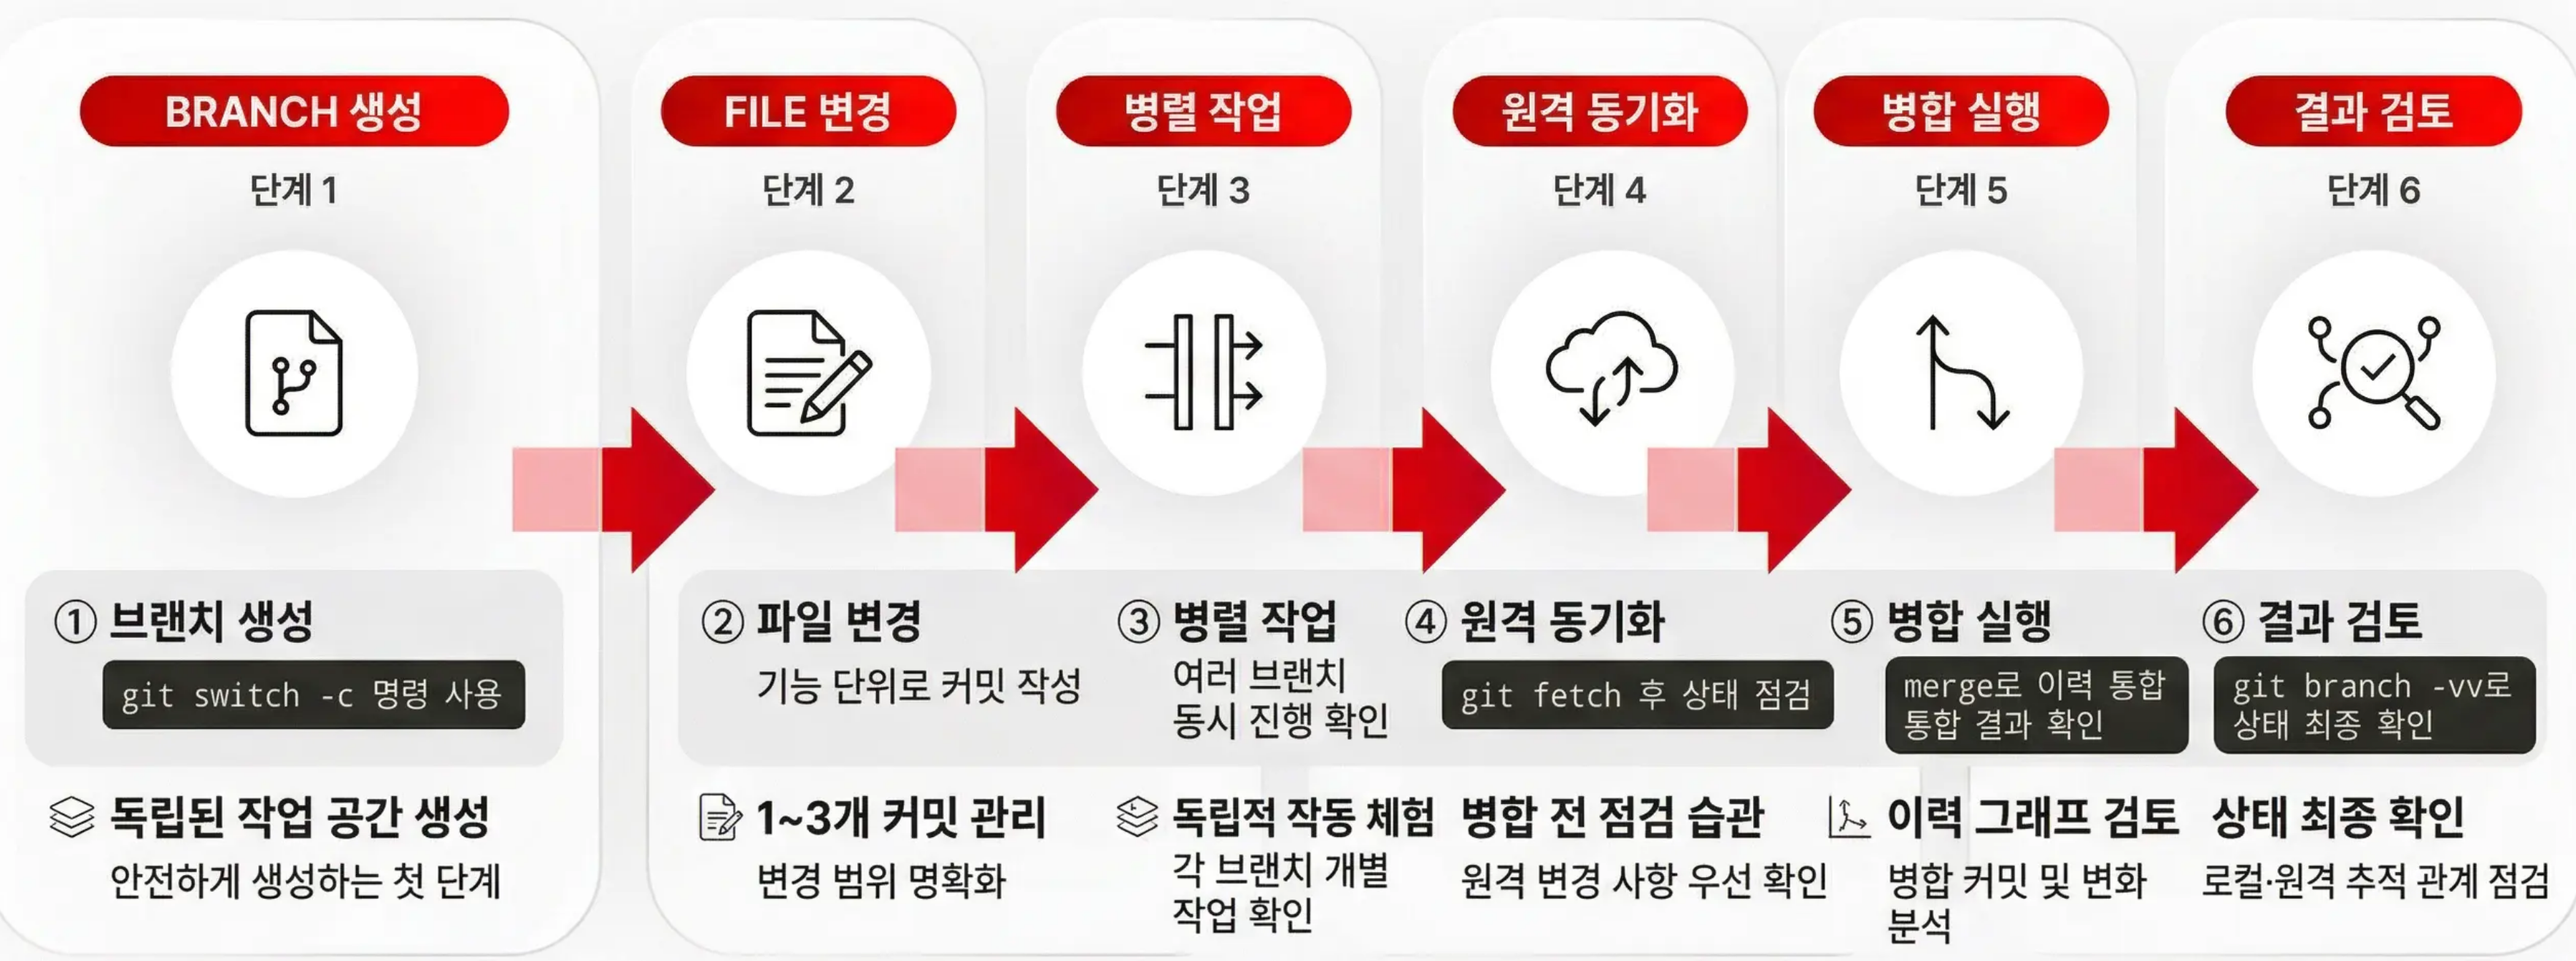 BRANCH 생성
단계 1
FILE 변경
단계 2
병렬 작업
단계 3
원격 동기화
단계 4
병합 실행
단계 5
결과 검토
단계 6
① 브랜치 생성
git switch -c 명령 사용
독립된 작업 공간 생성
안전하게 생성하는 첫 단계
② 파일 변경
기능 단위로 커밋 작성
1~3개 커밋 관리
변경 범위 명확화
③ 병렬 작업
여러 브랜치
동시 진행 확인
독립적 작동 체험
각 브랜치 개별
작업 확인
④ 원격 동기화
git fetch 후 상태 점검
병합 전 점검 습관
원격 변경 사항 우선 확인
⑤ 병합 실행
merge로 이력 통합
통합 결과 확인
이력 그래프 검토
병합 커밋 및 변화
분석
⑥ 결과 검토
git branch -vv로
상태 최종 확인
상태 최종 확인
로컬·원격 추적 관계 점검